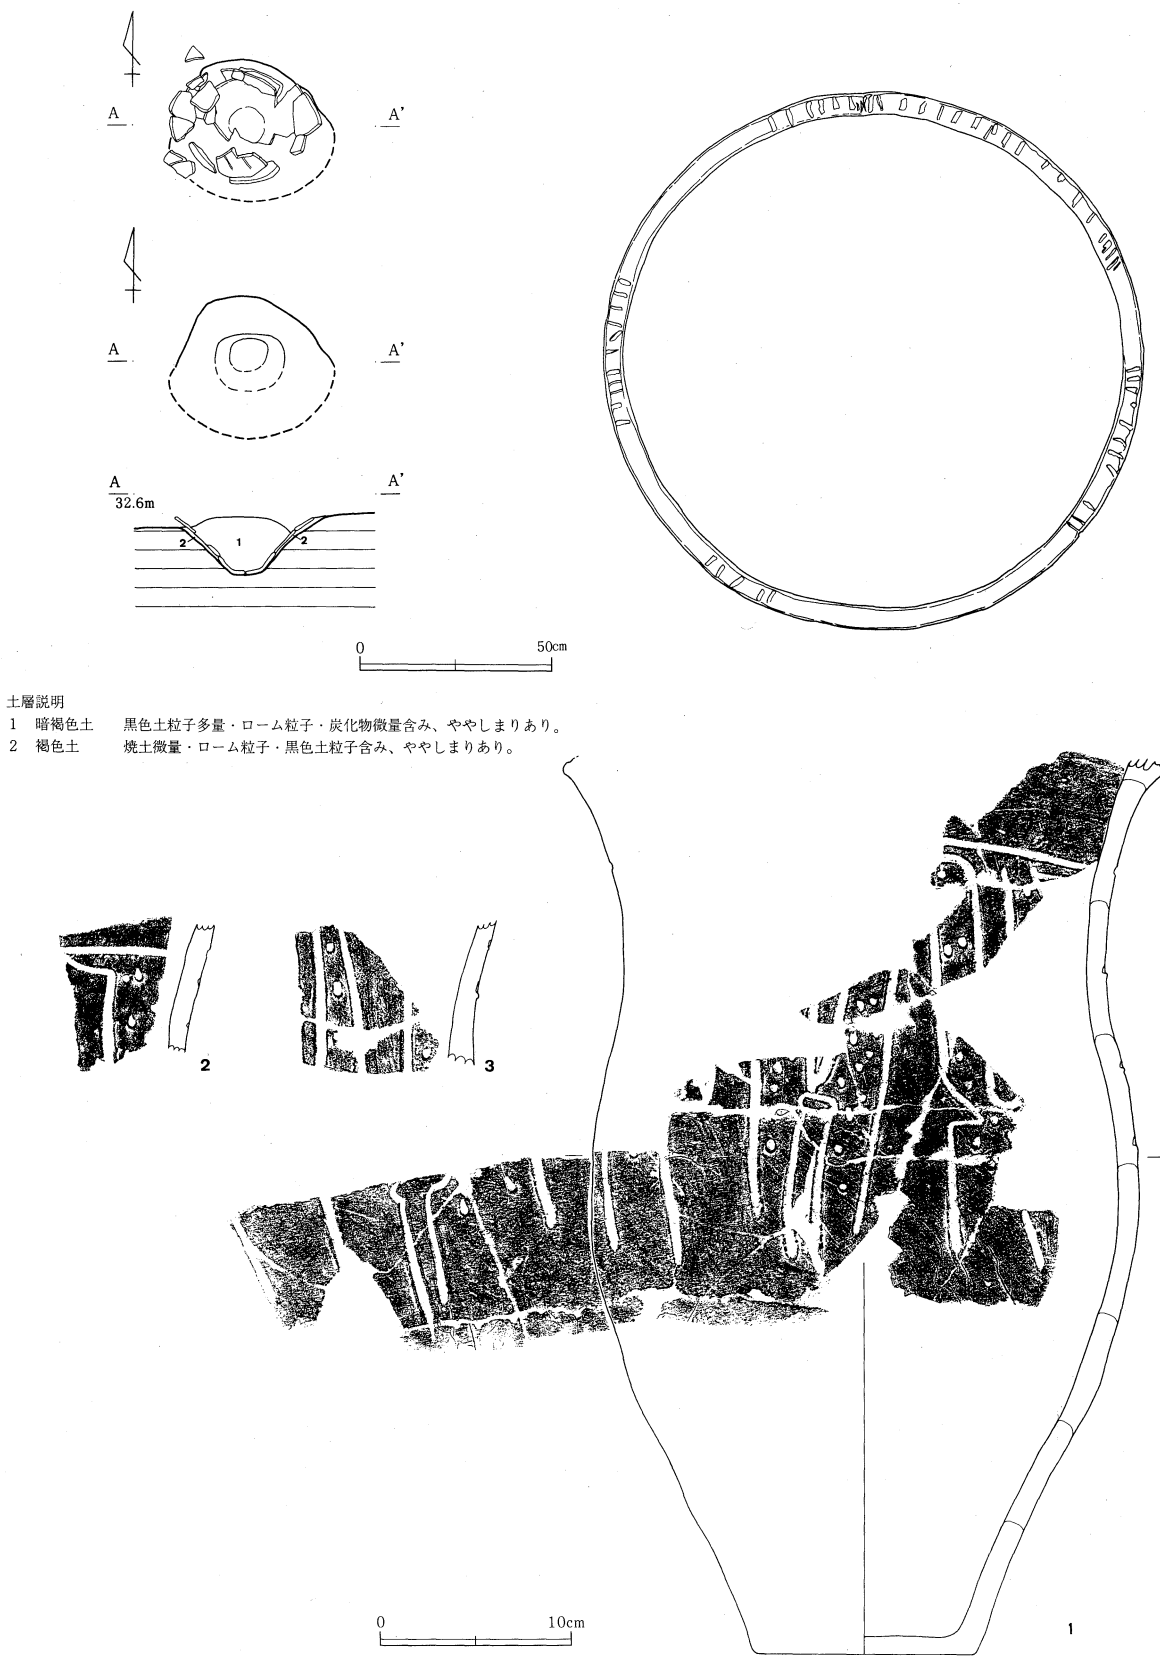 A A'
A A'
A A'
32.6m
2 1 2
0 50cm
土層説明
1 暗褐色土 黒色土粒子多量・ローム粒子・炭化物微量含み、ややしまりあり。
2 褐色土 焼土微量・ローム粒子・黒色土粒子含み、ややしまりあり。
2 3
0 10cm
1